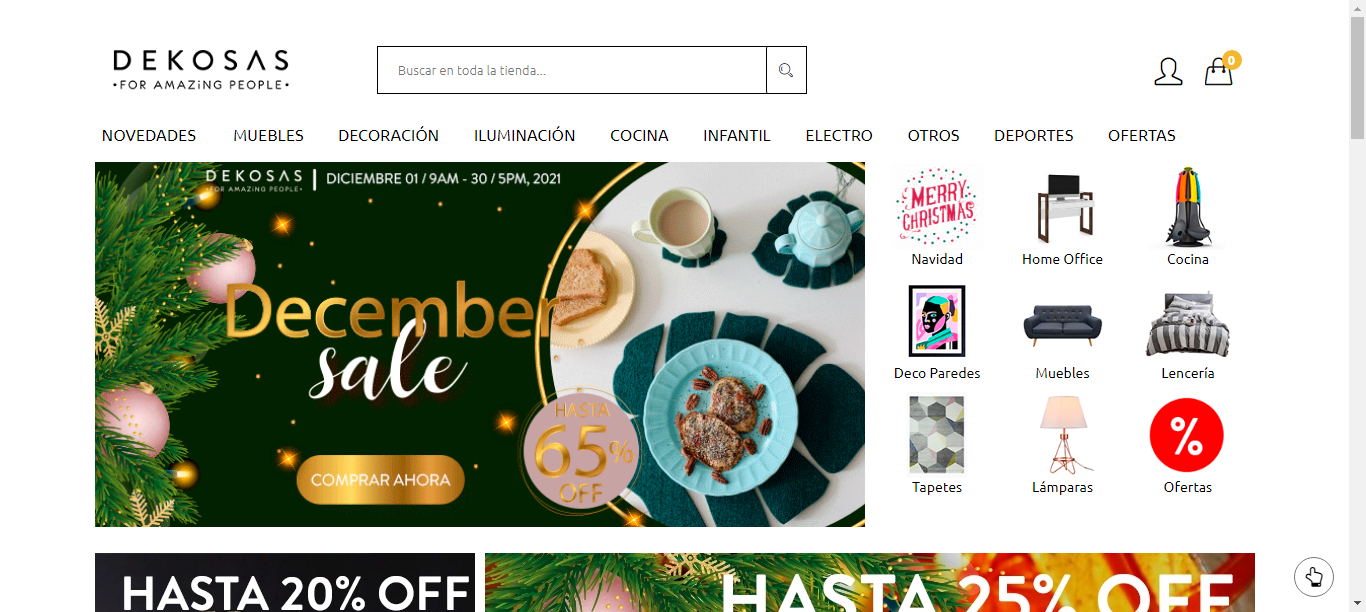 DEKOSAS
•FOR AMAZiNG PEOPLE•
Buscar en toda la tienda...
0
NOVEDADES MUEBLES DECORACIÓN ILUMINACIÓN COCINA INFANTIL ELECTRO OTROS DEPORTES OFERTAS
DEKOSAS
•FOR AMAZiNG PEOPLE•
DICIEMBRE 01 / 9AM - 30 / 5PM, 2021
December
sale
HASTA
65%
OFF
COMPRAR AHORA
MERRY
CHRISTMAS
Navidad
Home Office
Cocina
Deco Paredes
Muebles
Lencería
Tapetes
Lámparas
%
Ofertas
HASTA 20% OFF
HASTA 25% OFF